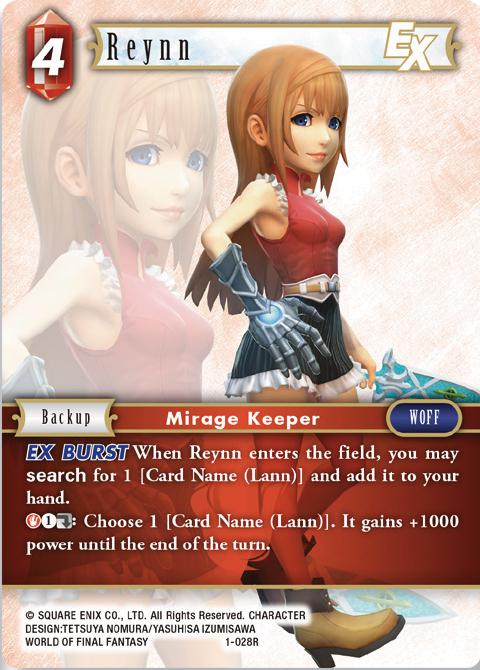 4
Reynn
EX
Backup
Mirage Keeper
WOFF
EX BURST When Reynn enters the field, you may
search for 1 [Card Name (Lann)] and add it to your
hand.
1: Choose 1 [Card Name (Lann)]. It gains +1000
power until the end of the turn.
© SQUARE ENIX CO., LTD. All Rights Reserved. CHARACTER
DESIGN:TETSUYA NOMURA/YASUHISA IZUMISAWA
WORLD OF FINAL FANTASY 1-028R